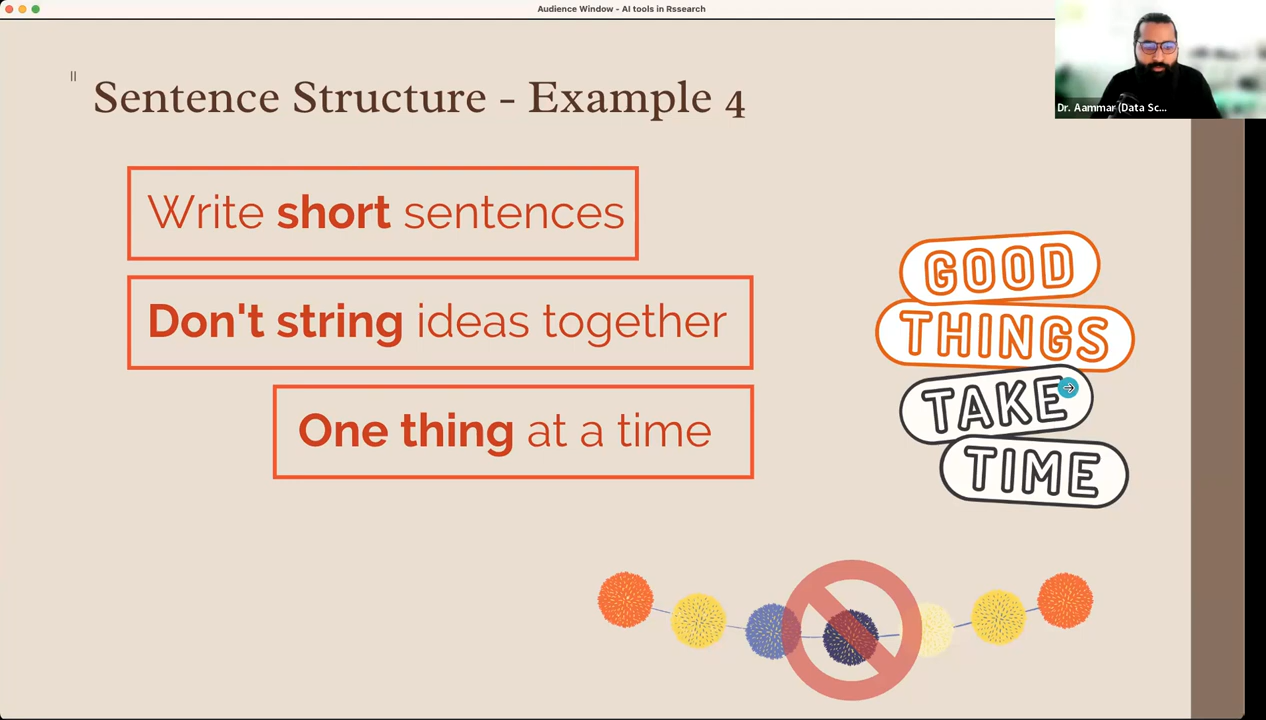 Audience Window - AI tools in Rssearch
Dr. Aammar (Data Sc...
Sentence Structure - Example 4
Write short sentences
Don't string ideas together
One thing at a time
GOOD
THINGS
TAKE
TIME